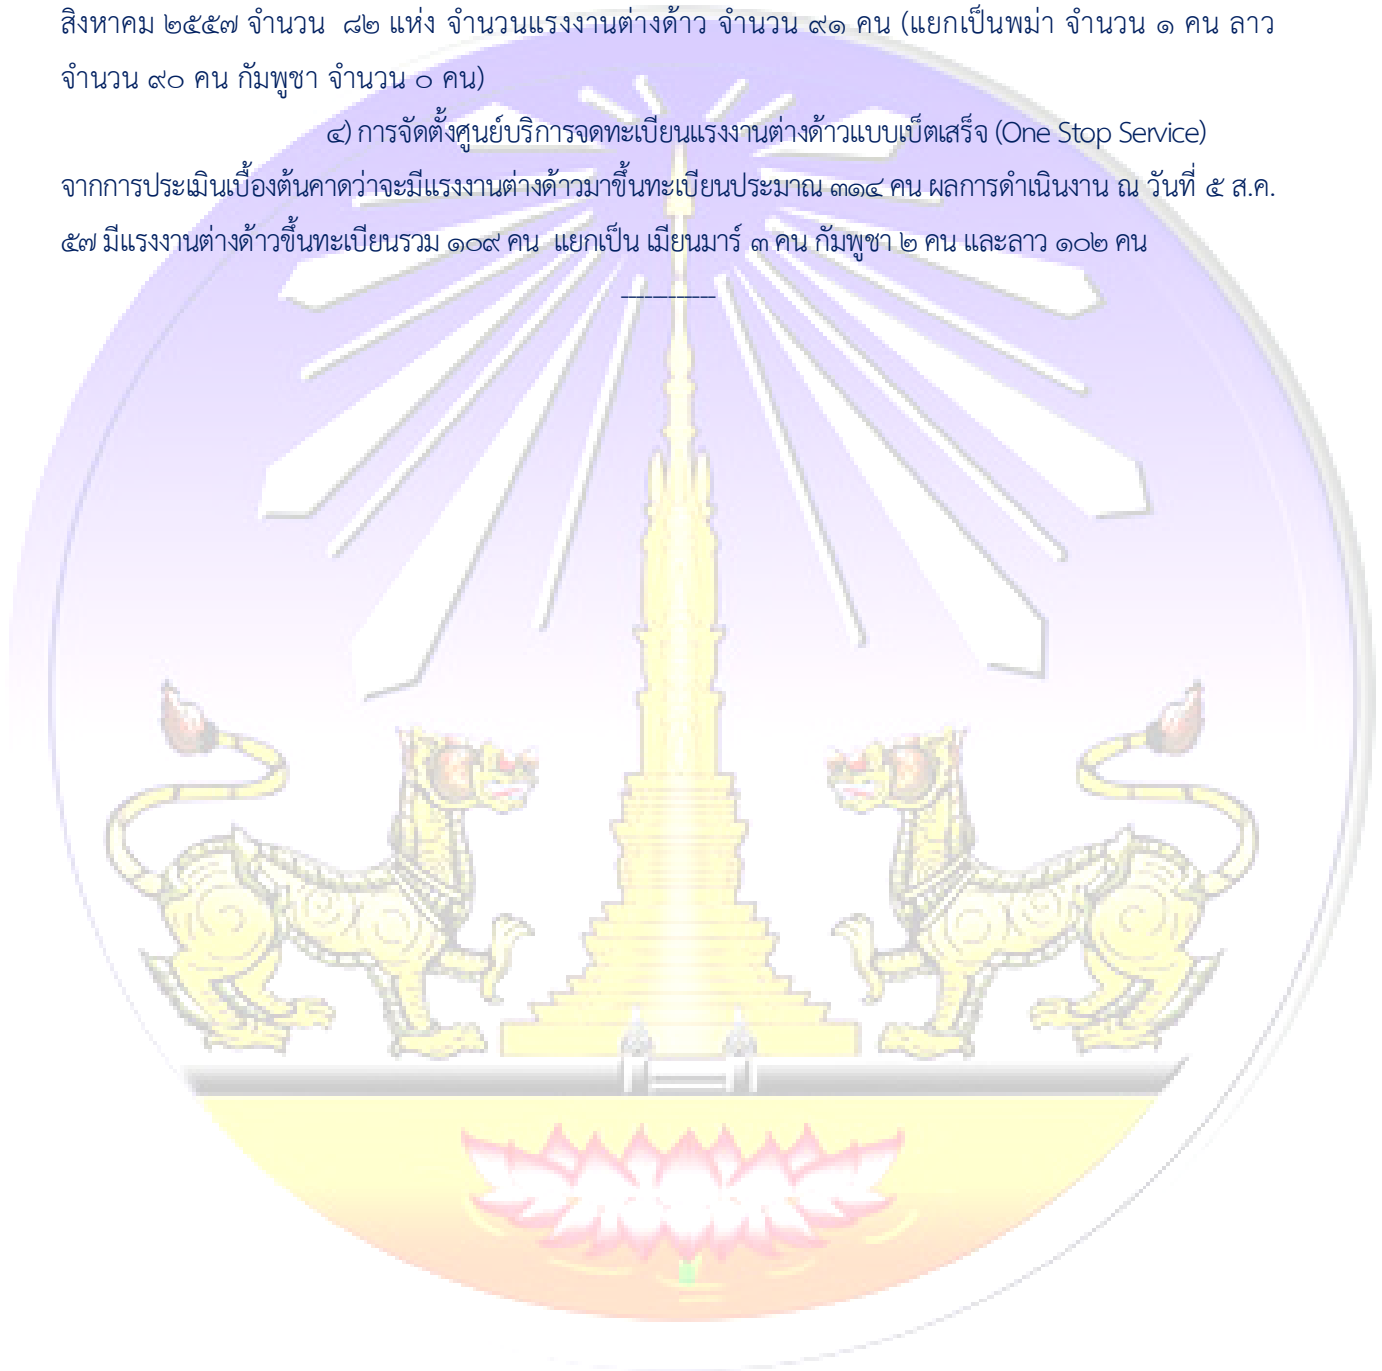 สิงหาคม ๒๕๕๗ จำนวน ๘๒ แห่ง จำนวนแรงงานต่างด้าว จำนวน ๙๑ คน (แยกเป็นพม่า จำนวน ๑ คน ลาว
จำนวน ๙๐ คน กัมพูชา จำนวน ๐ คน)
๔) การจัดตั้งศูนย์บริการจดทะเบียนแรงงานต่างด้าวแบบเบ็ตเสร็จ (One Stop Service)
จากการประเมินเบื้องต้นคาดว่าจะมีแรงงานต่างด้าวมาขึ้นทะเบียนประมาณ ๓๑๔ คน ผลการดำเนินงาน ณ วันที่ ๕ ส.ค.
๕๗ มีแรงงานต่างด้าวขึ้นทะเบียนรวม ๑๐๙ คน แยกเป็น เมียนมาร์ ๓ คน กัมพูชา ๒ คน และลาว ๑๐๒ คน
------------